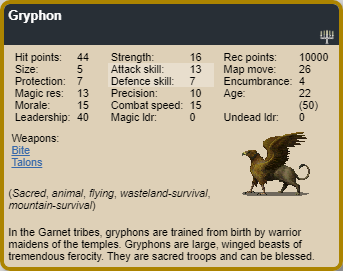 Gryphon
Hit points: 44 Strength: 16 Rec points: 10000
Size: 5 Attack skill: 13 Map move: 26
Protection: 7 Defence skill: 7 Encumbrance: 4
Magic res: 13 Precision: 10 Age: 22
Morale: 15 Combat speed: 15 (50)
Leadership: 40 Magic ldr: 0 Undead ldr: 0
Weapons:
Bite
Talons
(Sacred, animal, flying, wasteland-survival,
mountain-survival)
In the Garnet tribes, gryphons are trained from birth by warrior
maidens of the temples. Gryphons are large, winged beasts of
tremendous ferocity. They are sacred troops and can be blessed.